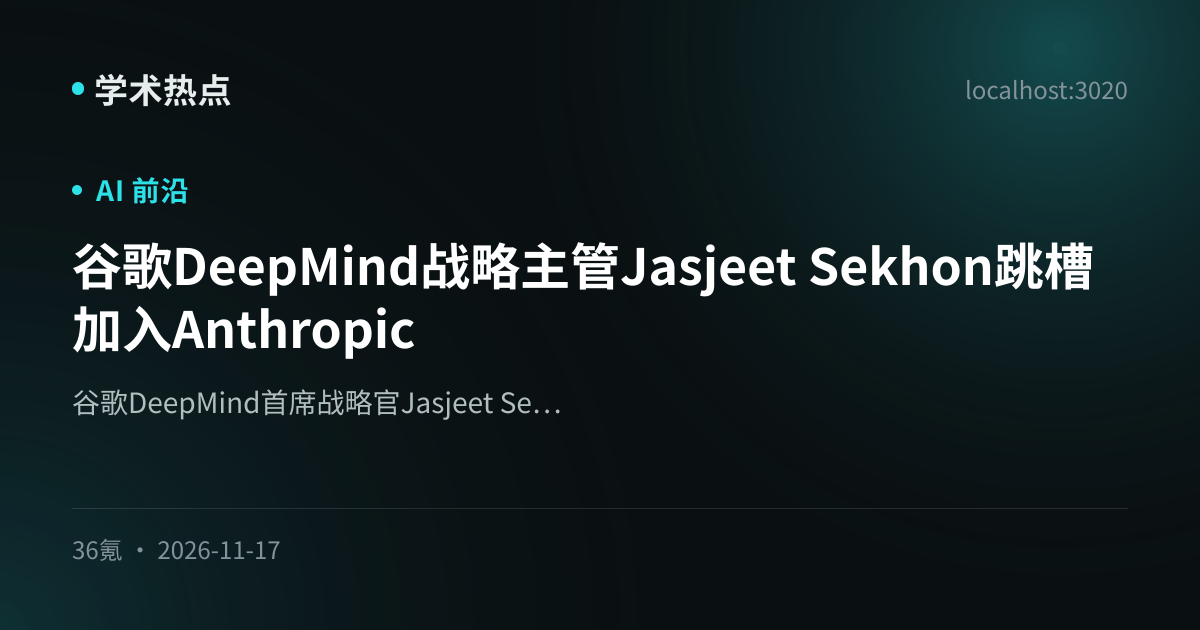 学术热点
localhost:3020
AI 前沿
谷歌DeepMind战略主管Jasjeet Sekhon跳槽
加入Anthropic
谷歌DeepMind首席战略官Jasjeet Se…
36氪 · 2026-11-17